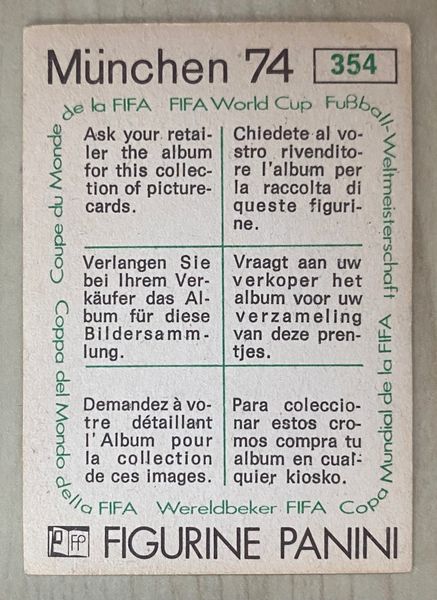 München 74 354
Coupe du Monde de la FIFA FIFA World Cup Fußball-Weltmeisterschaft
Ask your retai-
ler the album
for this collec-
tion of picture-
cards.
Chiedete al vo-
stro rivendito-
re l'album per
la raccolta di
queste figuri-
ne.
Verlangen Sie
bei Ihrem Ver-
käufer das Al-
bum für diese
Bildersamm-
lung.
Vraagt aan uw
verkoper het
album voor uw
verzameling
van deze pren-
tjes.
Demandez à vo-
tre détaillant
l'Album pour
la collection
de ces images.
Para coleccio-
nar estos cro-
mos compra tu
album en cual-
quier kiosko.
Coppa del Mondo della FIFA Wereldbeker FIFA Copa Mundial de la FIFA
FP FIGURINE PANINI